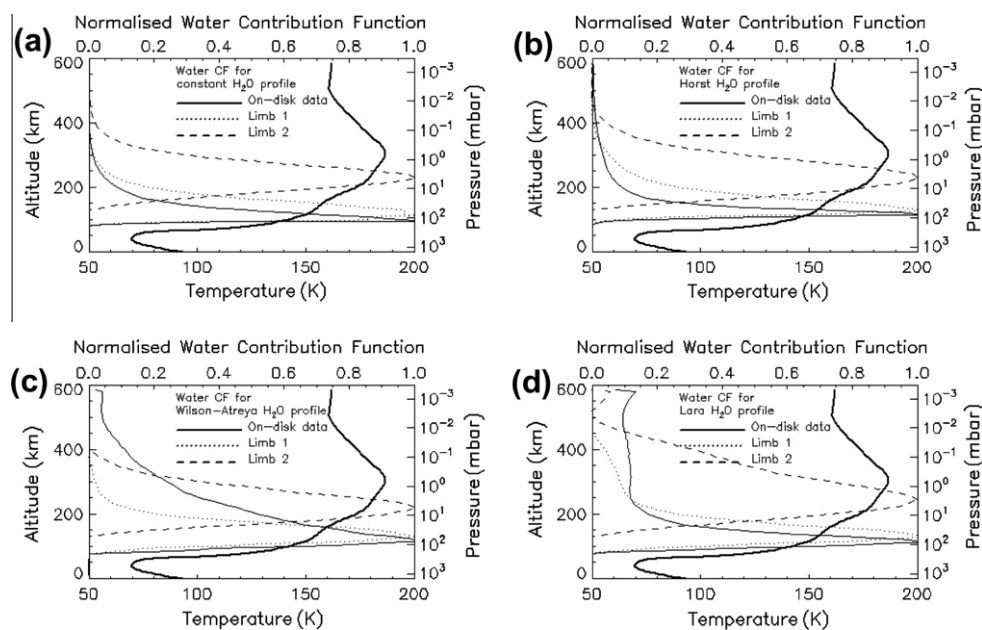 (a)
Normalised Water Contribution Function
0.0 0.2 0.4 0.6 0.8 1.0
600
400
200
0
Altitude (km)
Water CF for
constant H₂O profile
On-disk data
Limb 1
Limb 2
10⁻³
10⁻²
10⁻¹
10⁰
10¹
10²
10³
Pressure (mbar)
50 100 150 200
Temperature (K)
(b)
Normalised Water Contribution Function
0.0 0.2 0.4 0.6 0.8 1.0
600
400
200
0
Altitude (km)
Water CF for
Horst H₂O profile
On-disk data
Limb 1
Limb 2
10⁻³
10⁻²
10⁻¹
10⁰
10¹
10²
10³
Pressure (mbar)
50 100 150 200
Temperature (K)
(c)
Normalised Water Contribution Function
0.0 0.2 0.4 0.6 0.8 1.0
600
400
200
0
Altitude (km)
Water CF for
Wilson-Atreya H₂O profile
On-disk data
Limb 1
Limb 2
10⁻³
10⁻²
10⁻¹
10⁰
10¹
10²
10³
Pressure (mbar)
50 100 150 200
Temperature (K)
(d)
Normalised Water Contribution Function
0.0 0.2 0.4 0.6 0.8 1.0
600
400
200
0
Altitude (km)
Water CF for
Lara H₂O profile
On-disk data
Limb 1
Limb 2
10⁻³
10⁻²
10⁻¹
10⁰
10¹
10²
10³
Pressure (mbar)
50 100 150 200
Temperature (K)